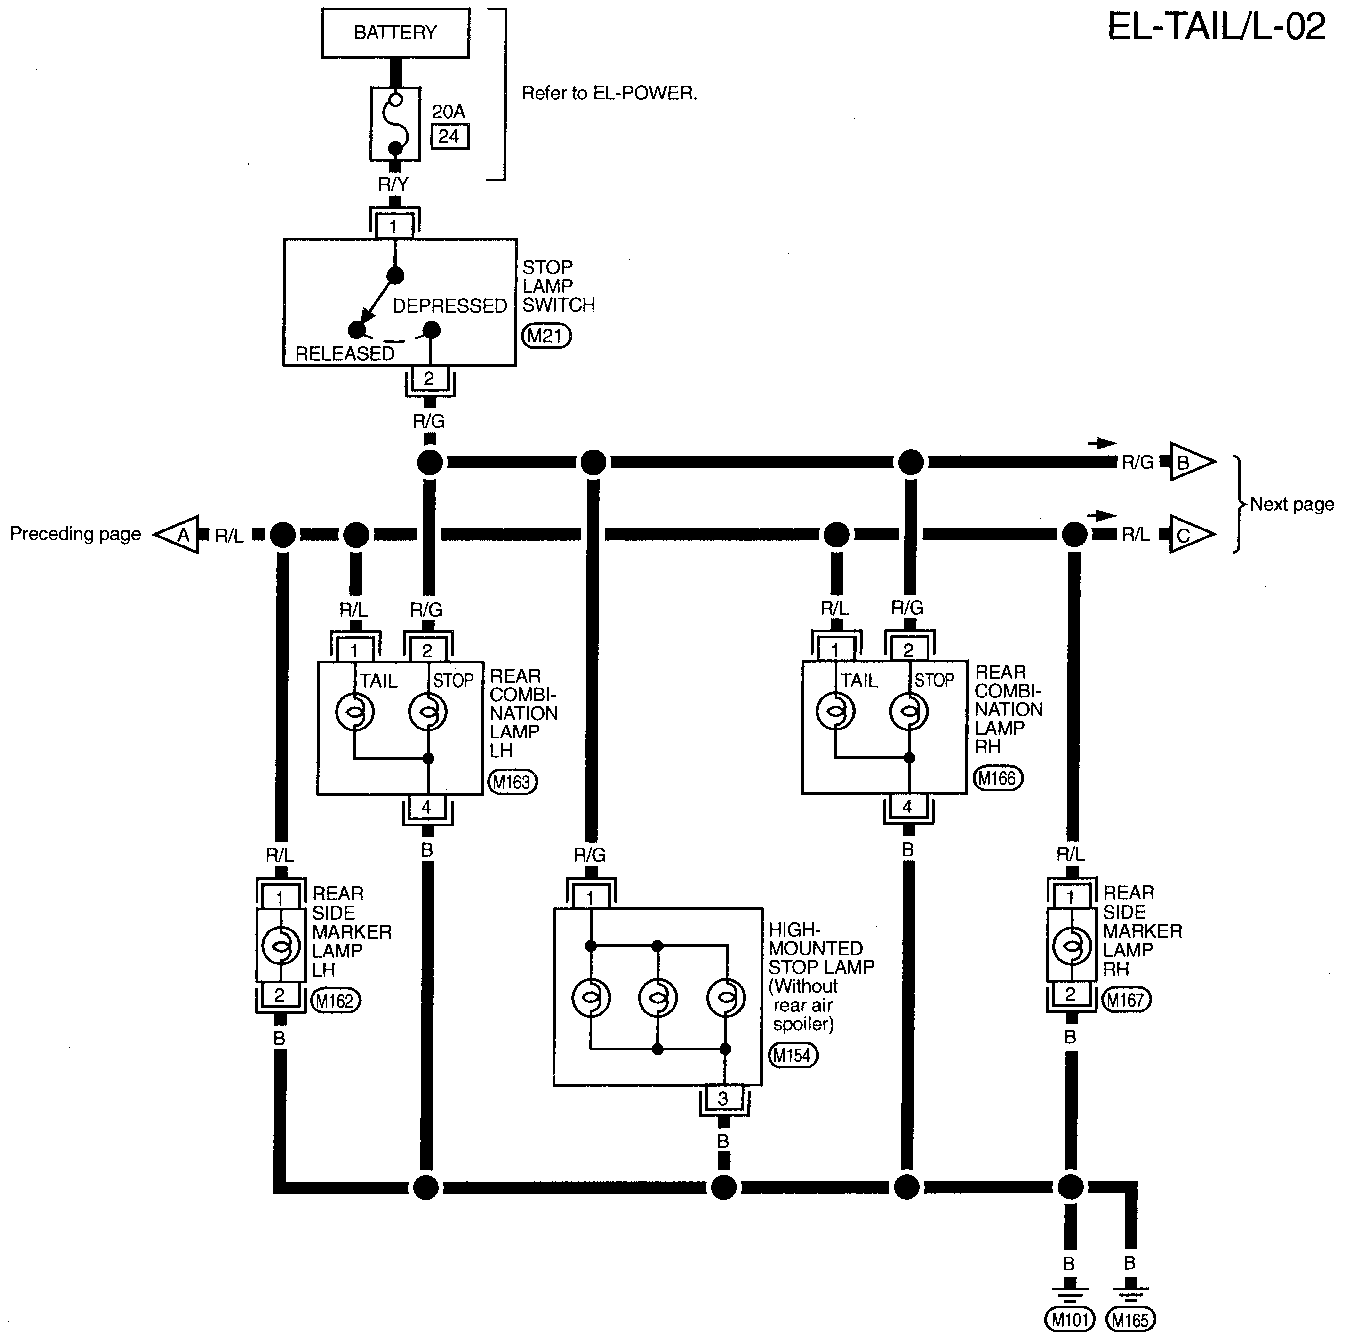 EL-TAIL/L-02
BATTERY
Refer to EL-POWER.
20A
24
R/Y
1
STOP
LAMP
SWITCH
M21
DEPRESSED
RELEASED
2
R/G
R/G
B
Next page
Preceding page
A
R/L
R/L
C
R/L
R/G
R/L
R/G
1
2
TAIL
STOP
REAR
COMBI-
NATION
LAMP
LH
M163
4
B
1
2
TAIL
STOP
REAR
COMBI-
NATION
LAMP
RH
M166
4
B
R/L
1
REAR
SIDE
MARKER
LAMP
LH
2
M162
B
R/G
1
HIGH-
MOUNTED
STOP LAMP
(Without
rear air
spoiler)
M154
3
B
R/L
1
REAR
SIDE
MARKER
LAMP
RH
2
M167
B
B
B
M101
M165